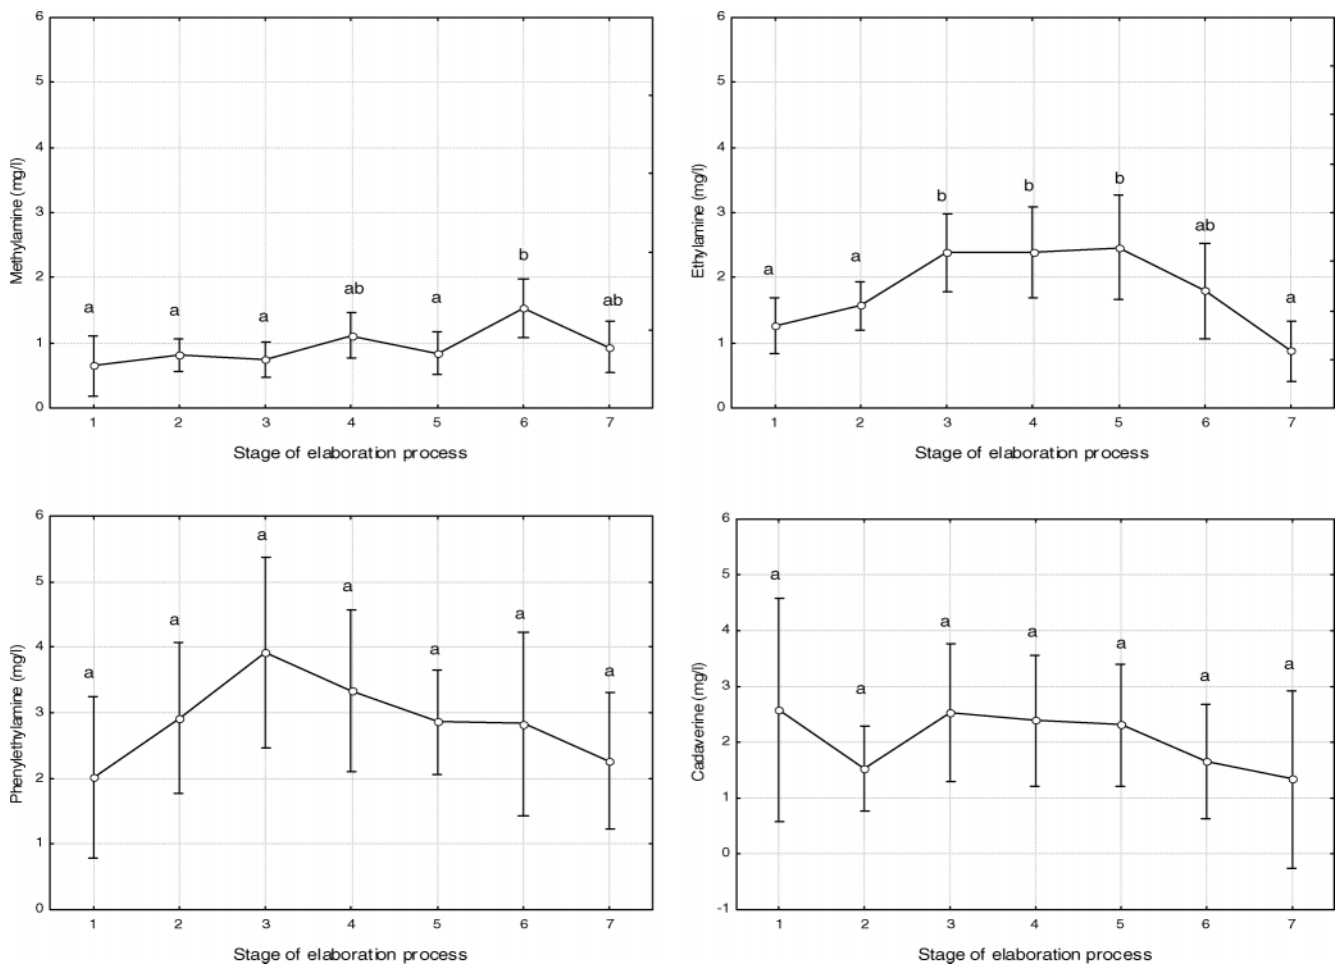 6
5
4
3
2
1
0
Methylamine (mg/l)
a
a
a
ab
a
b
ab
1 2 3 4 5 6 7
Stage of elaboration process
6
5
4
3
2
1
0
Ethylamine (mg/l)
a
a
b
b
b
ab
a
1 2 3 4 5 6 7
Stage of elaboration process
6
5
4
3
2
1
0
Phenylethylamine (mg/l)
a
a
a
a
a
a
a
1 2 3 4 5 6 7
Stage of elaboration process
6
5
4
3
2
1
0
-1
Cadaverine (mg/l)
a
a
a
a
a
a
a
1 2 3 4 5 6 7
Stage of elaboration process